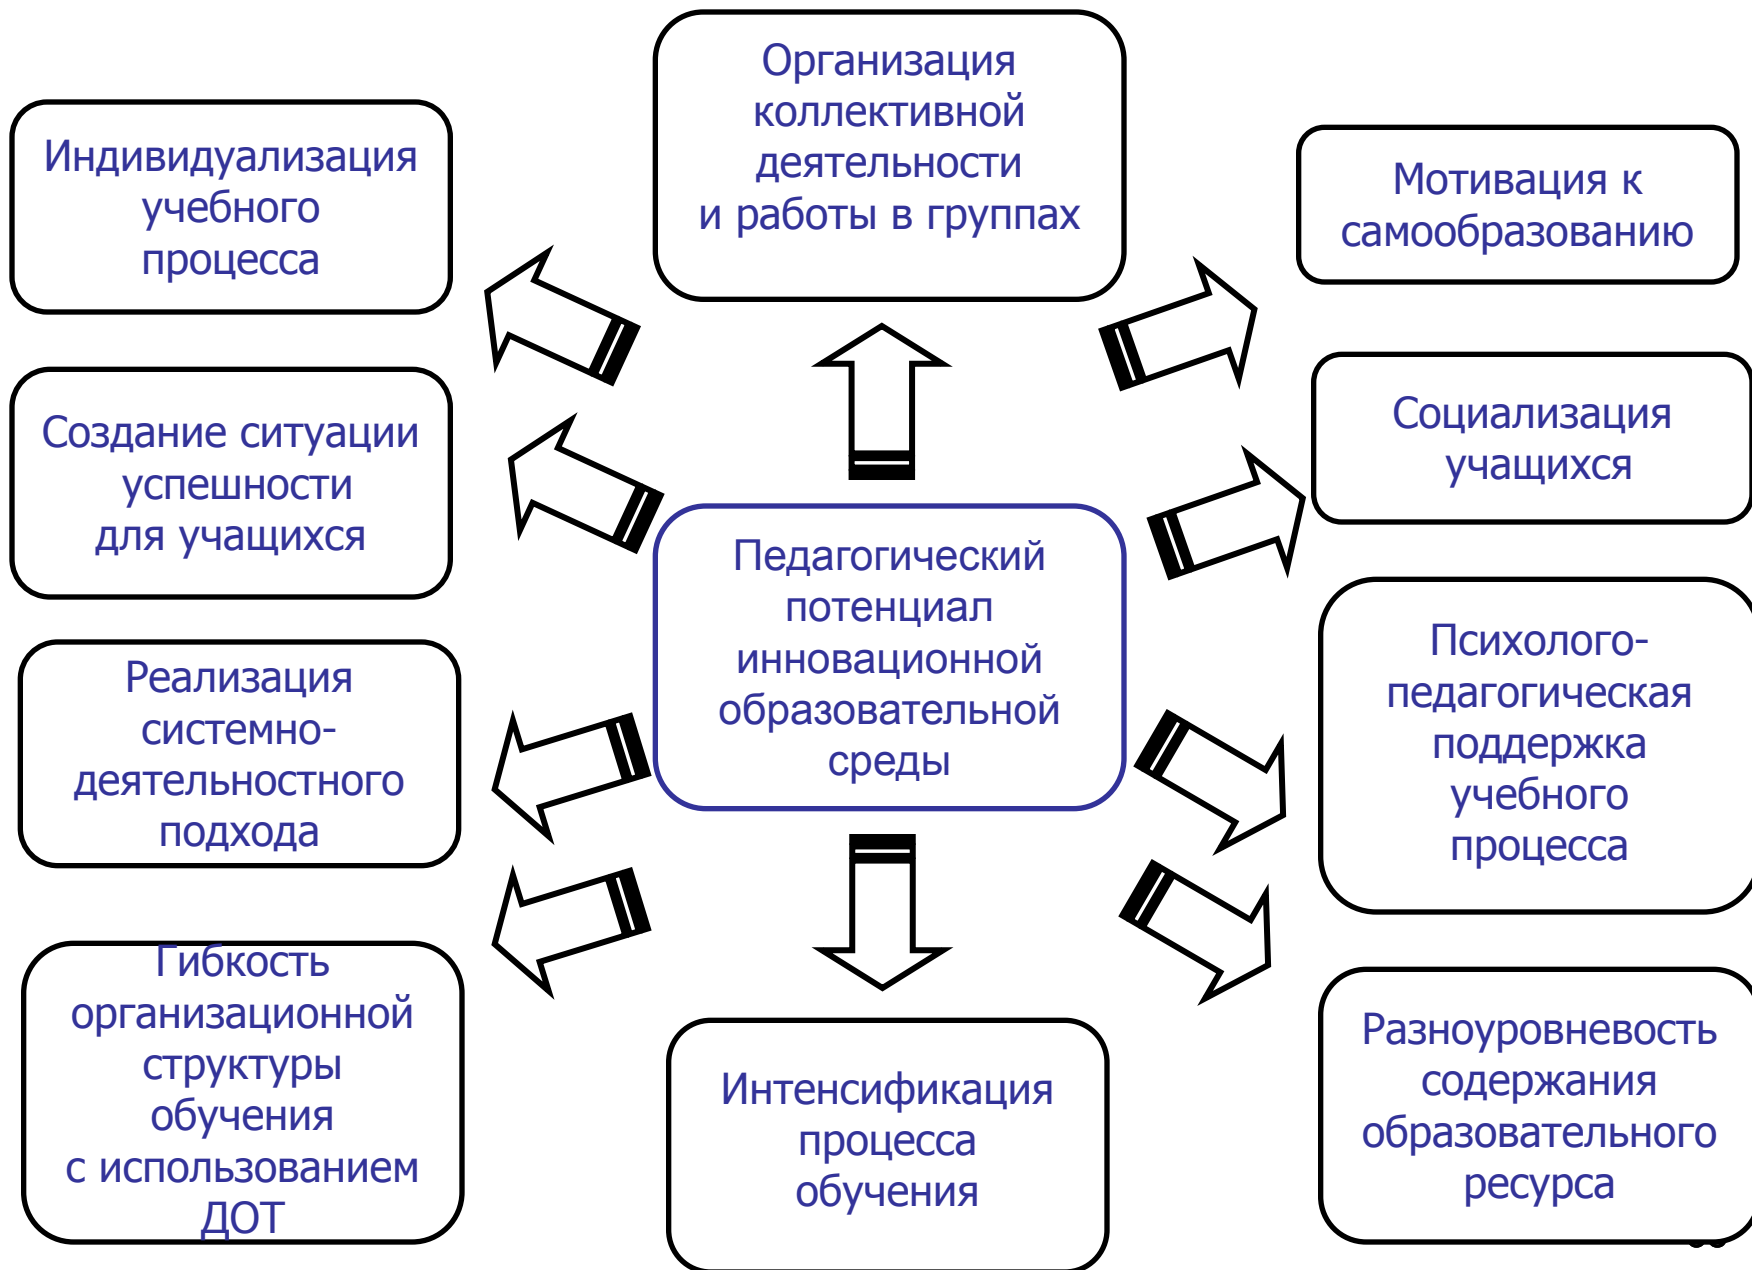 Организация
коллективной
деятельности
и работы в группах
Индивидуализация
учебного
процесса
Мотивация к
самообразованию
Создание ситуации
успешности
для учащихся
Социализация
учащихся
Педагогический
потенциал
инновационной
образовательной
среды
Реализация
системно-
деятельностного
подхода
Психолого-
педагогическая
поддержка
учебного
процесса
Гибкость
организационной
структуры
обучения
с использованием
ДОТ
Интенсификация
процесса
обучения
Разноуровневость
содержания
образовательного
ресурса